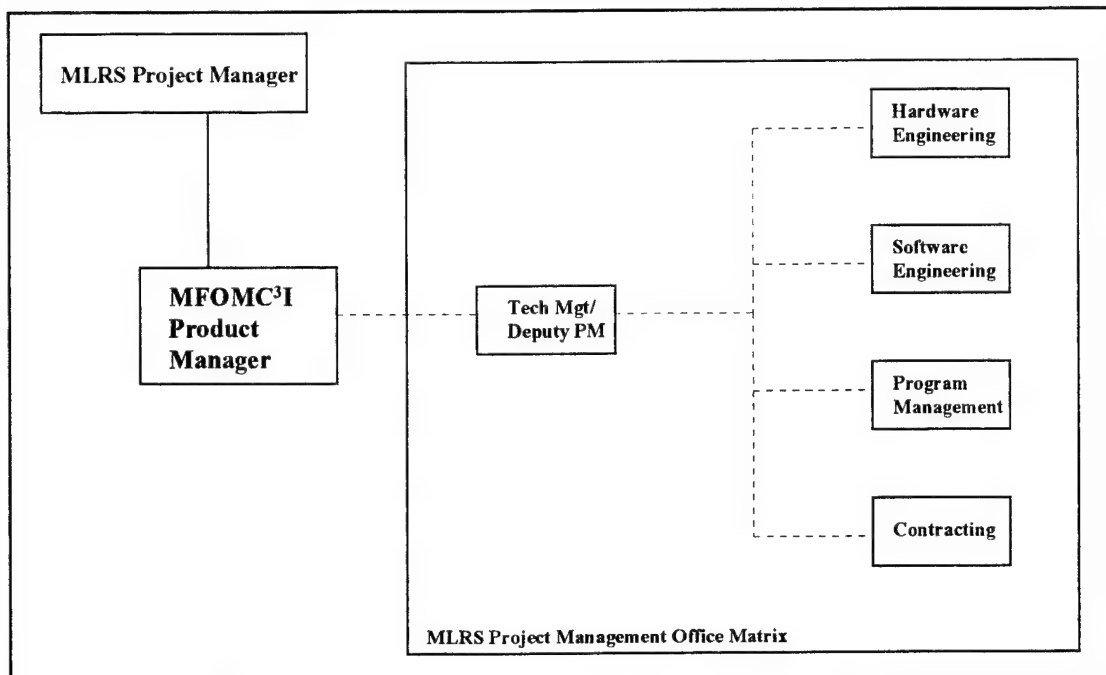 MLRS Project Manager
MFOMC³I
Product
Manager
Tech Mgt/
Deputy PM
Hardware
Engineering
Software
Engineering
Program
Management
Contracting
MLRS Project Management Office Matrix